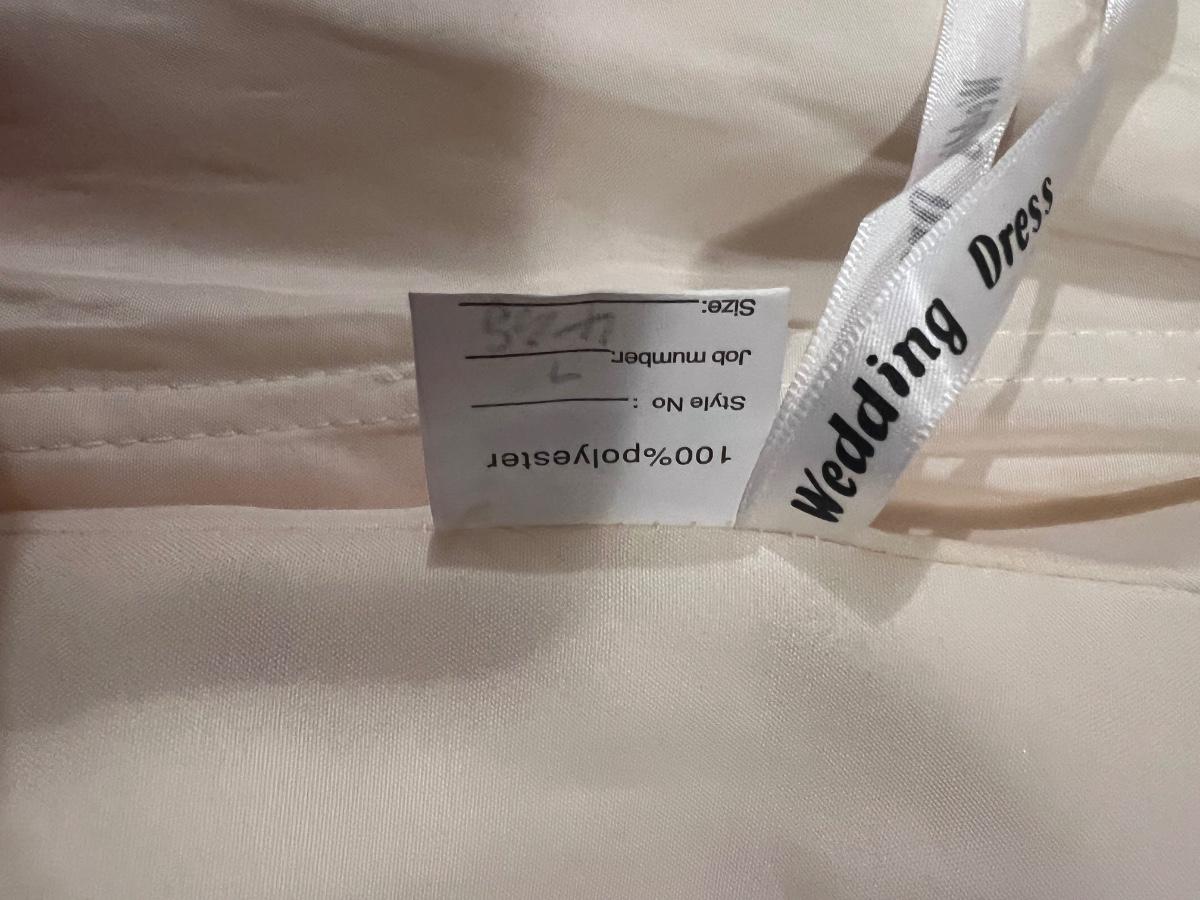 100%polyester
Style No :
Job mumber:
Size:
Wedding Dress